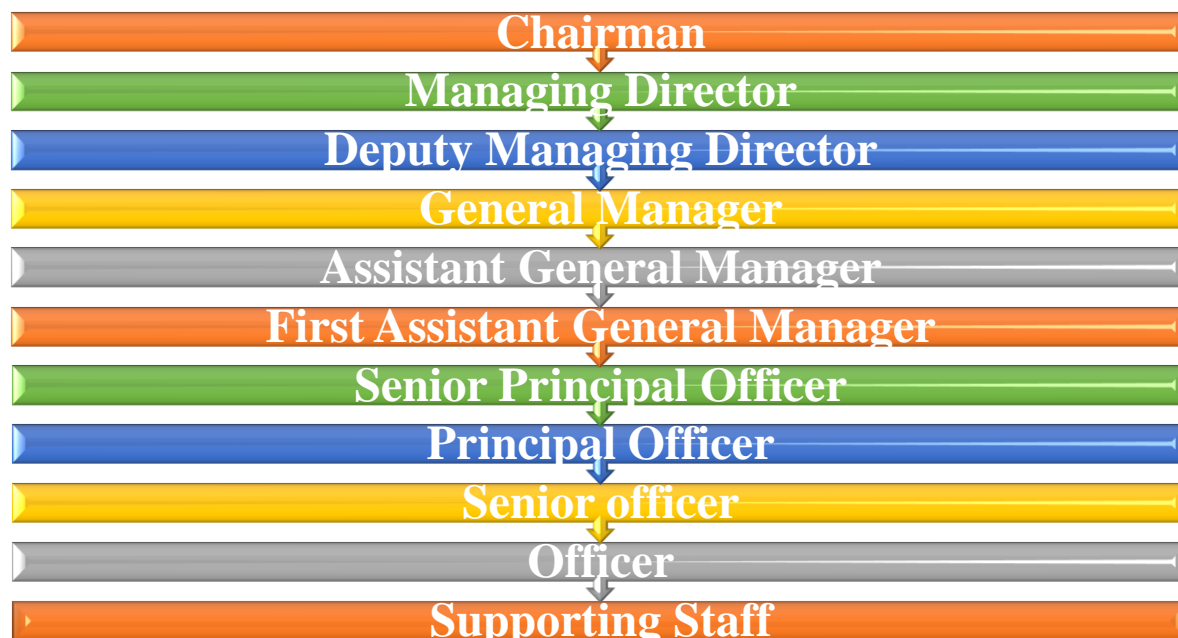 Chairman
Managing Director
Deputy Managing Director
General Manager
Assistant General Manager
First Assistant General Manager
Senior Principal Officer
Principal Officer
Senior officer
Officer
Supporting Staff